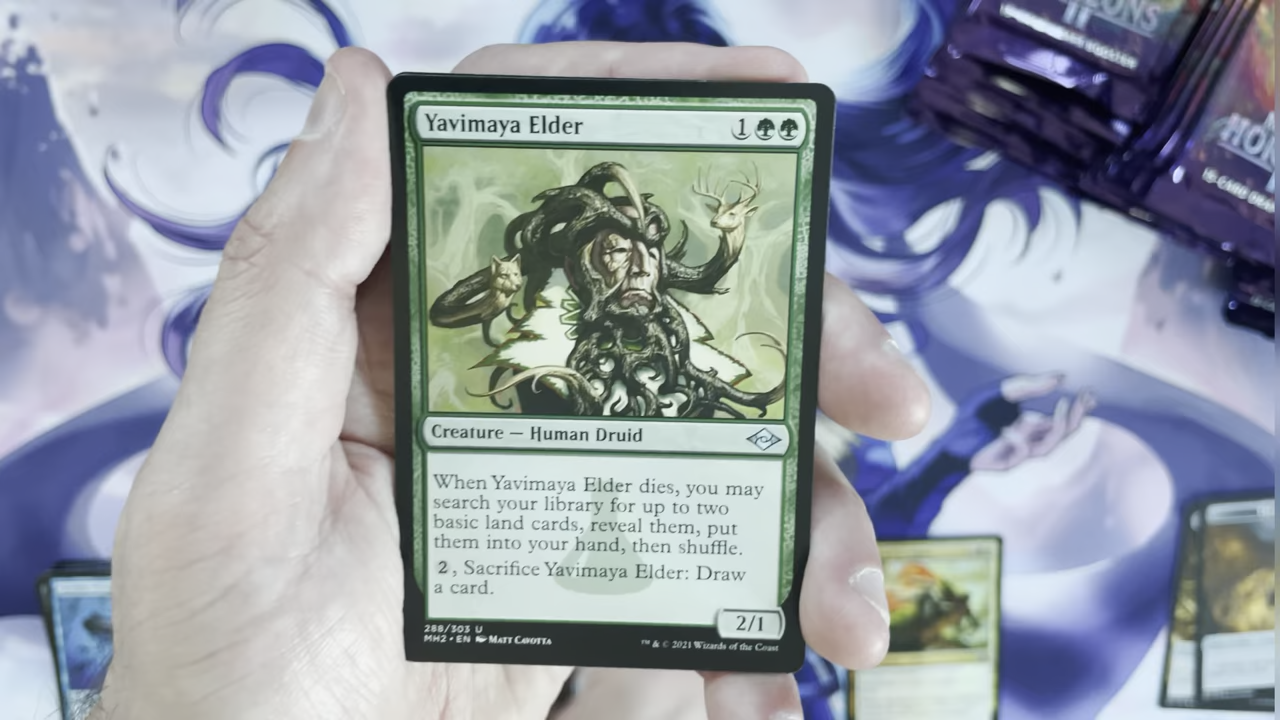 Yavimaya Elder 1
Creature — Human Druid
When Yavimaya Elder dies, you may
search your library for up to two
basic land cards, reveal them, put
them into your hand, then shuffle.
2, Sacrifice Yavimaya Elder: Draw
a card.
2/1
288/303 U
MH2 • EN Matt Cavotta
™ & © 2021 Wizards of the Coast
II